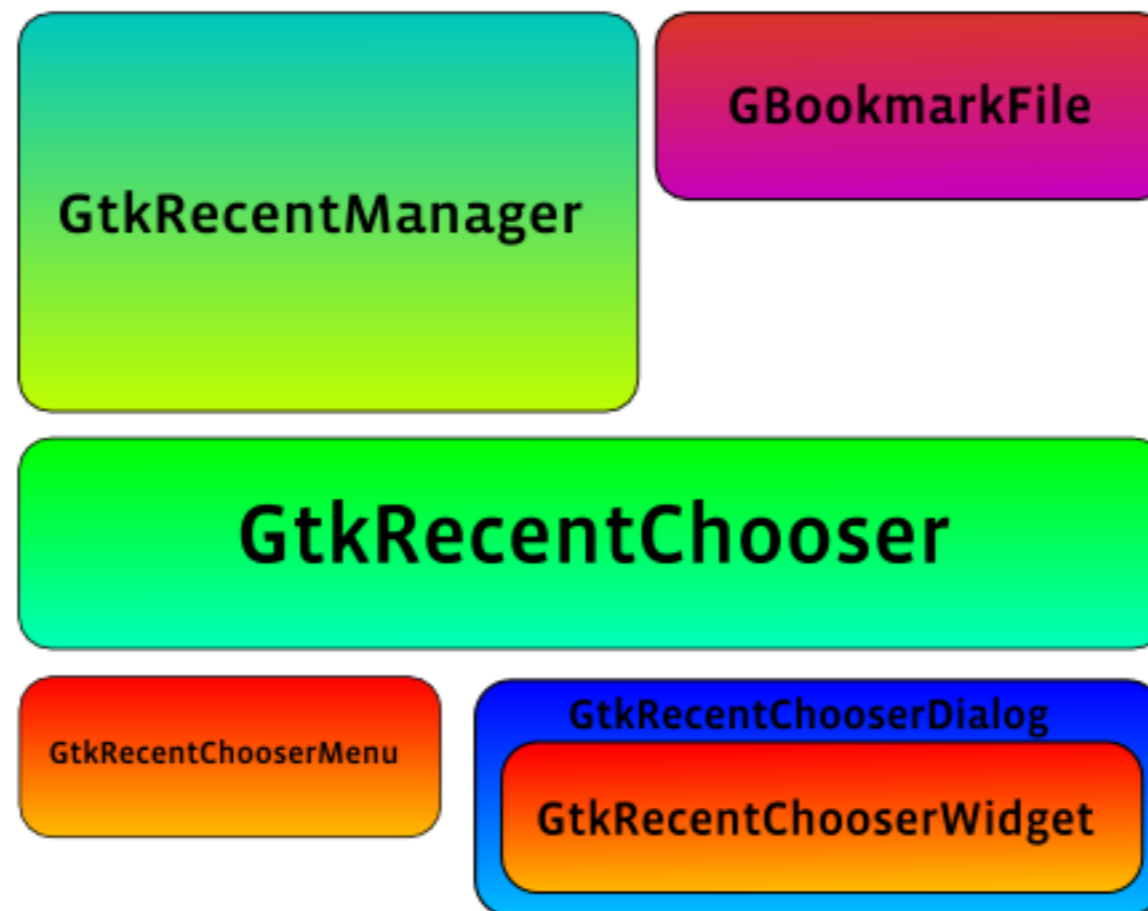 GBookmarkFile
GtkRecentManager
GtkRecentChooser
GtkRecentChooserDialog
GtkRecentChooserMenu
GtkRecentChooserWidget